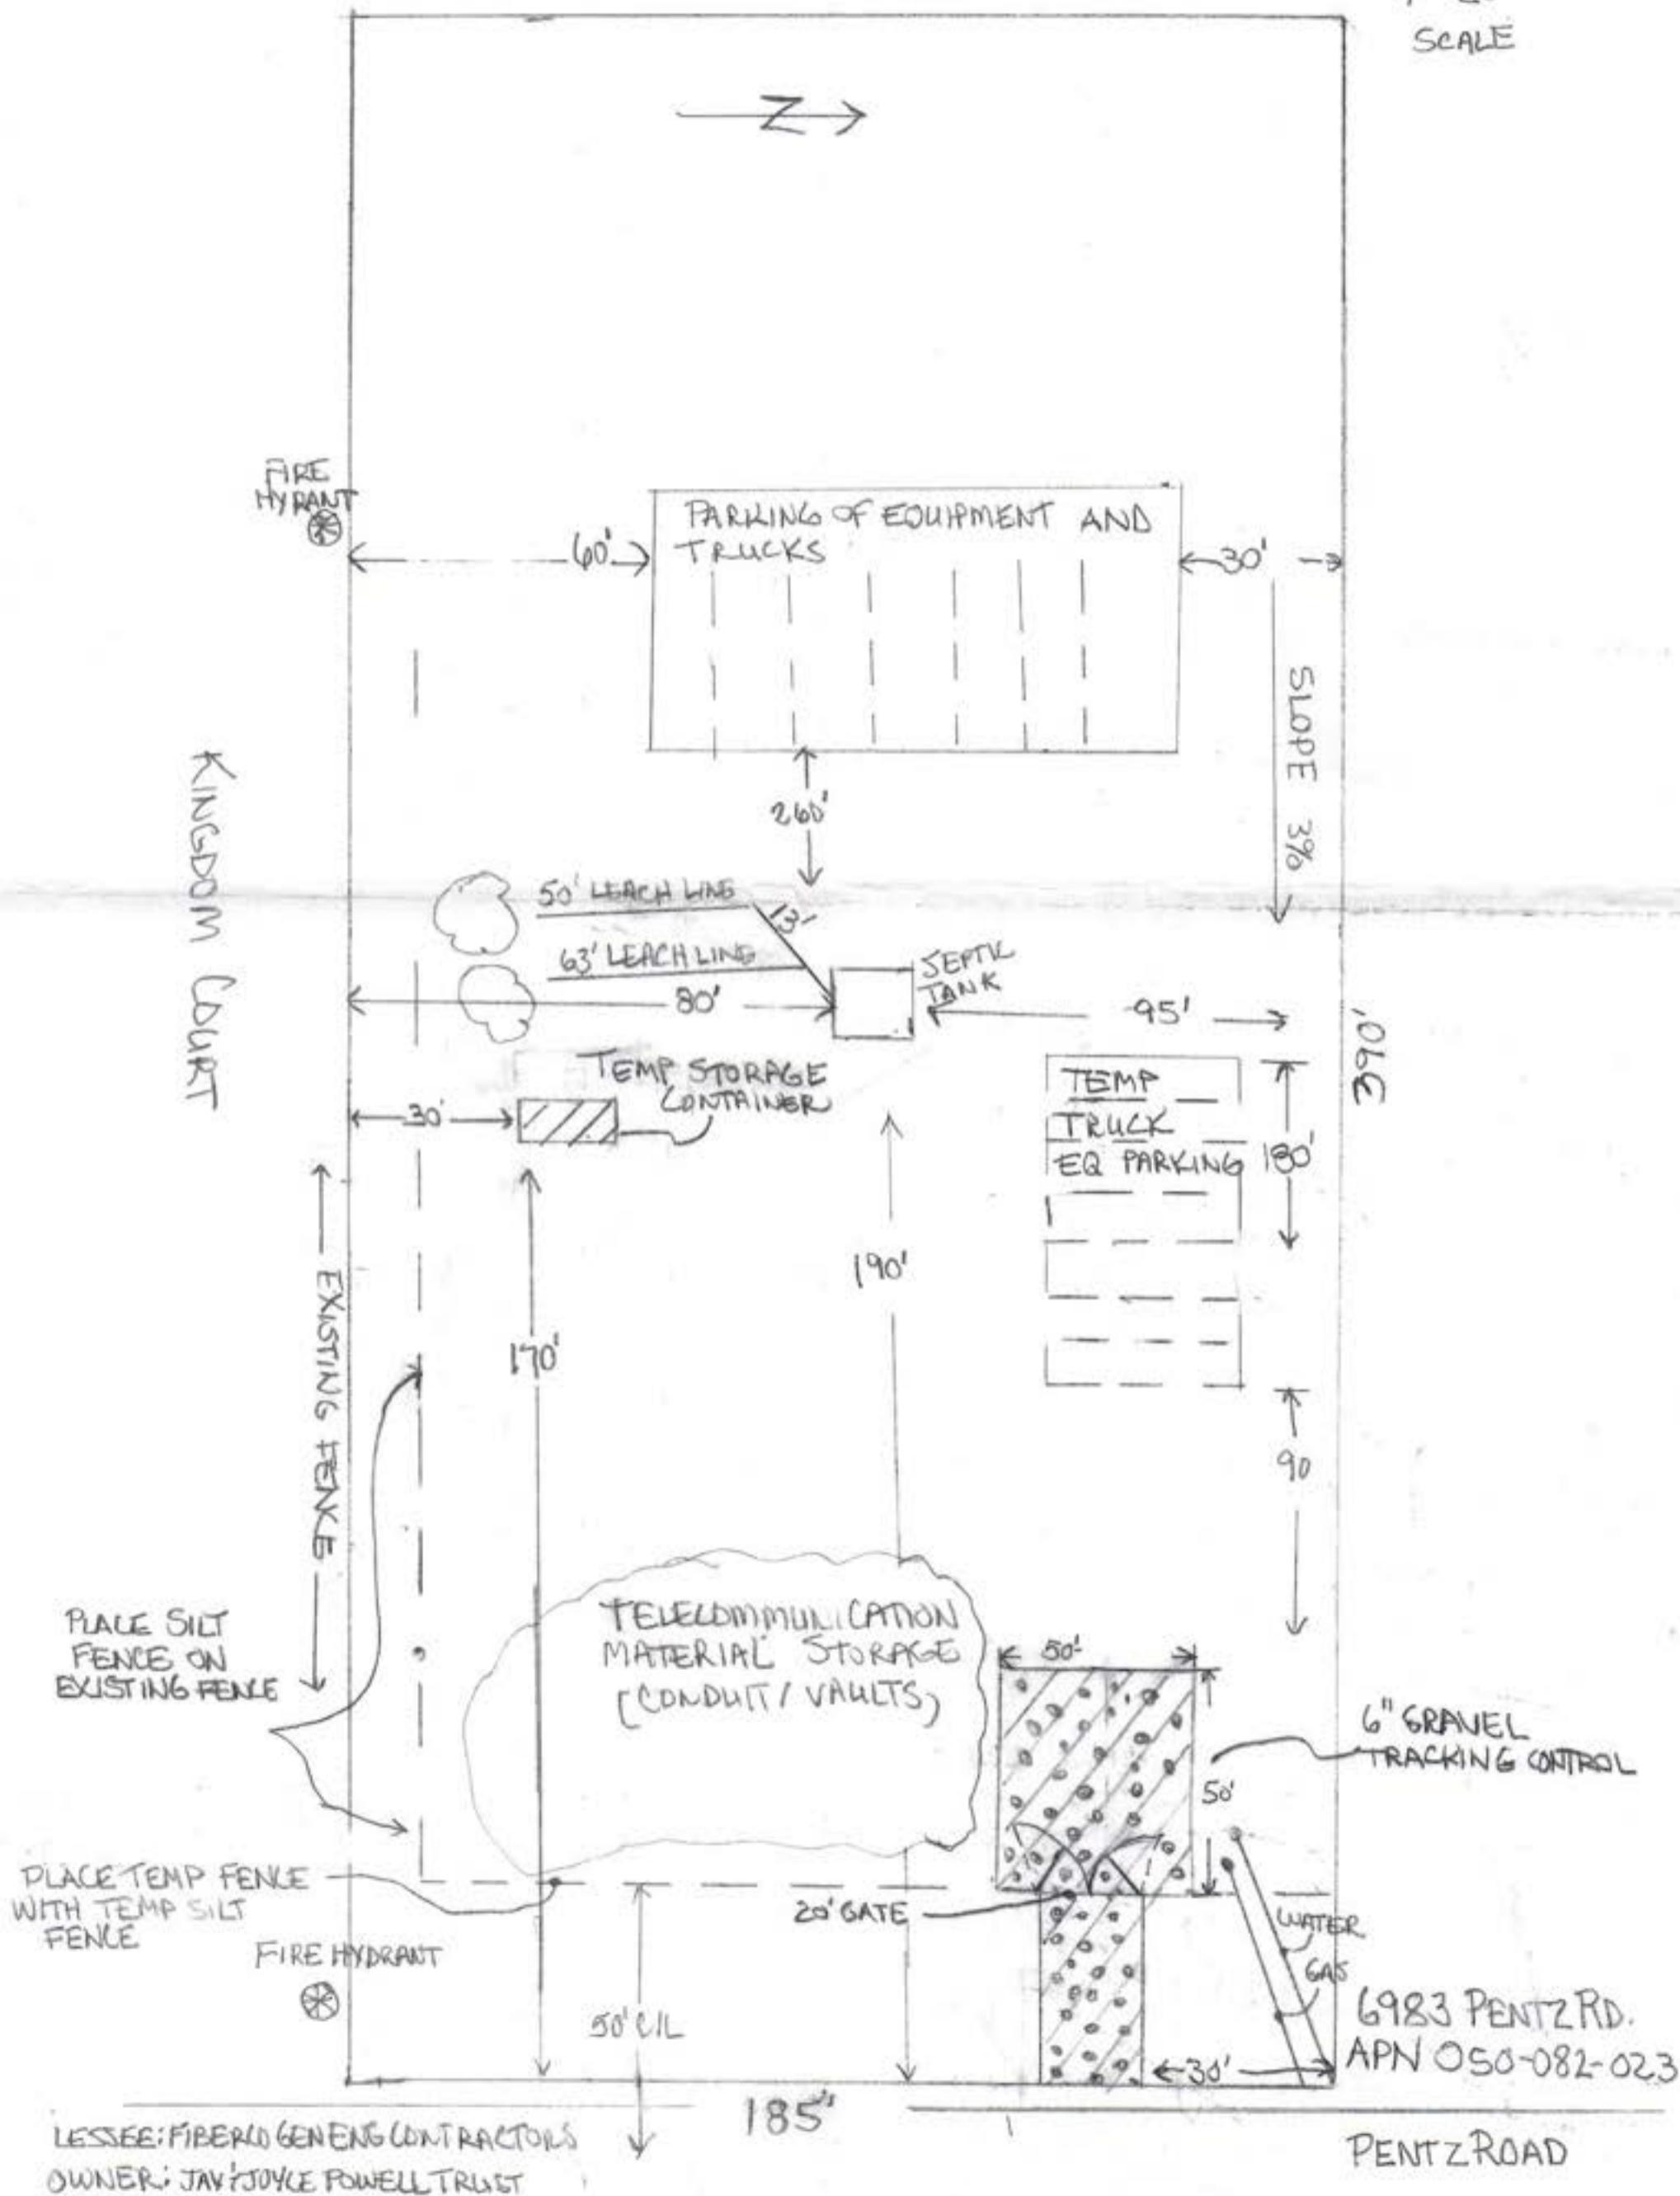 SCALE
Z
FIRE
HYRANT
PARKING OF EQUIPMENT AND
TRUCKS
60'
30'
SLOPE 3%
260'
KINGDOM COURT
50' LEACH LINE
13'
63' LEACH LINE
SEPTIC
TANK
80'
95'
390'
TEMP STORAGE
CONTAINER
30'
TEMP
TRUCK
EQ PARKING
180'
190'
170'
EXISTING FENCE
90
TELECOMMUNICATION
MATERIAL STORAGE
(CONDUIT / VAULTS)
PLACE SILT
FENCE ON
EXISTING FENCE
50'
50'
6" GRAVEL
TRACKING CONTROL
PLACE TEMP FENCE
WITH TEMP SILT
FENCE
20' GATE
WATER
GAS
FIRE HYDRANT
50' C/L
30'
6983 PENTZ RD.
APN 050-082-023
185'
LESSEE: FIBERCO GEN ENG CONTRACTORS
OWNER: JAY & JOYCE POWELL TRUST
PENTZ ROAD